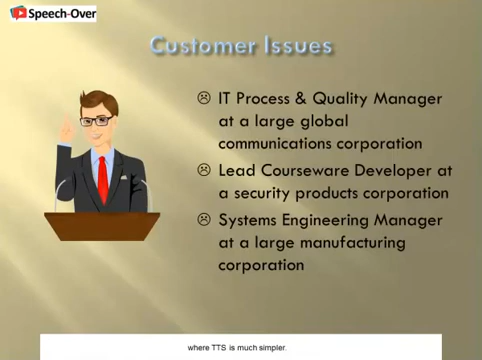 Speech-Over
Customer Issues
☹ IT Process & Quality Manager
at a large global
communications corporation
☹ Lead Courseware Developer at
a security products corporation
☹ Systems Engineering Manager
at a large manufacturing
corporation
where TTS is much simpler.